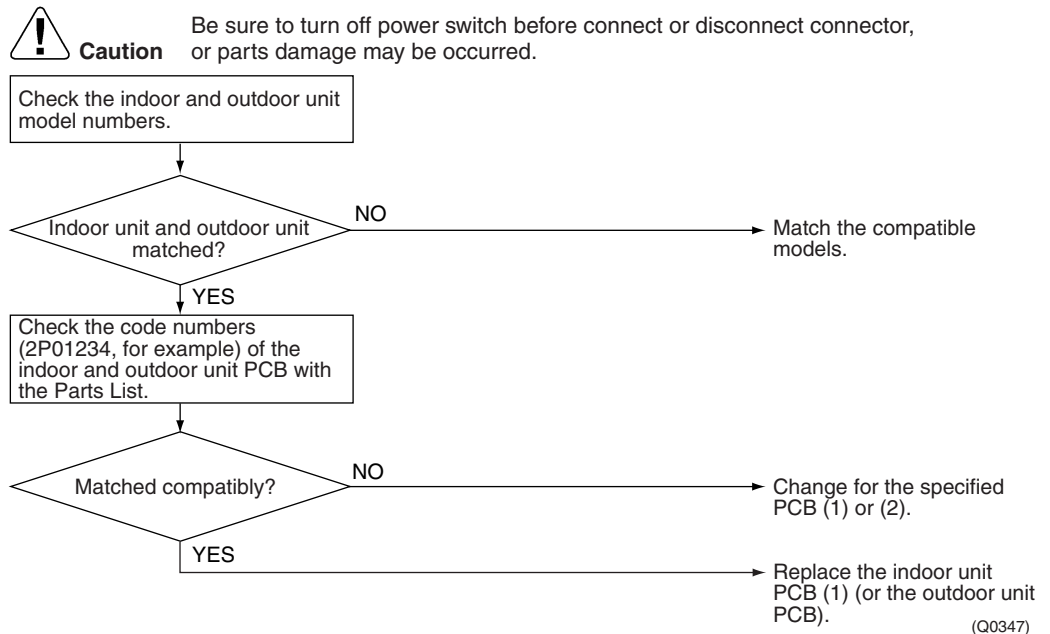 Be sure to turn off power switch before connect or disconnect connector,
Caution or parts damage may be occurred.
Check the indoor and outdoor unit
model numbers.
Indoor unit and outdoor unit
matched?
NO
Match the compatible
models.
YES
Check the code numbers
(2P01234, for example) of the
indoor and outdoor unit PCB with
the Parts List.
Matched compatibly?
NO
Change for the specified
PCB (1) or (2).
YES
Replace the indoor unit
PCB (1) (or the outdoor unit
PCB).
(Q0347)